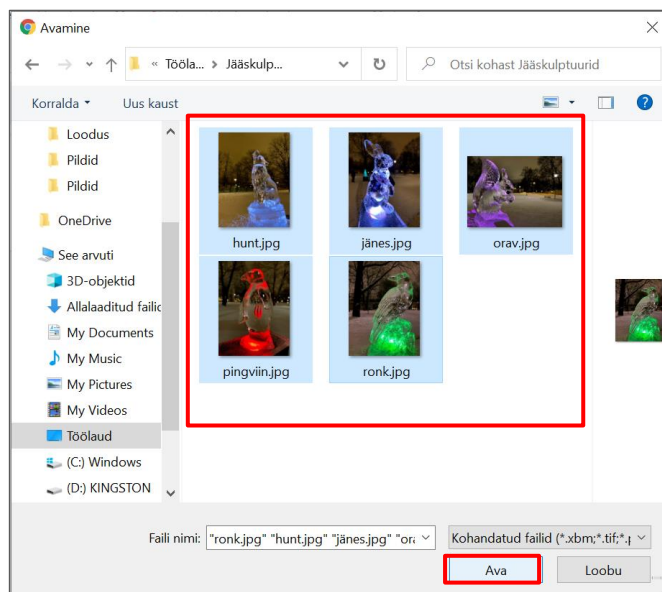 Avamine
« Tööla... > Jääskulp...
Otsi kohast Jääskulptuurid
Korralda
Uus kaust
Loodus
Pildid
Pildid
OneDrive
See arvuti
3D-objektid
Allalaaditud failic
My Documents
My Music
My Pictures
My Videos
Töölaud
(C:) Windows
(D:) KINGSTON
hunt.jpg
jänes.jpg
orav.jpg
pingviin.jpg
ronk.jpg
Faili nimi:
"ronk.jpg" "hunt.jpg" "jänes.jpg" "ora
Kohandatud failid (*.xbm;*.tif;*.p
Ava
Loobu